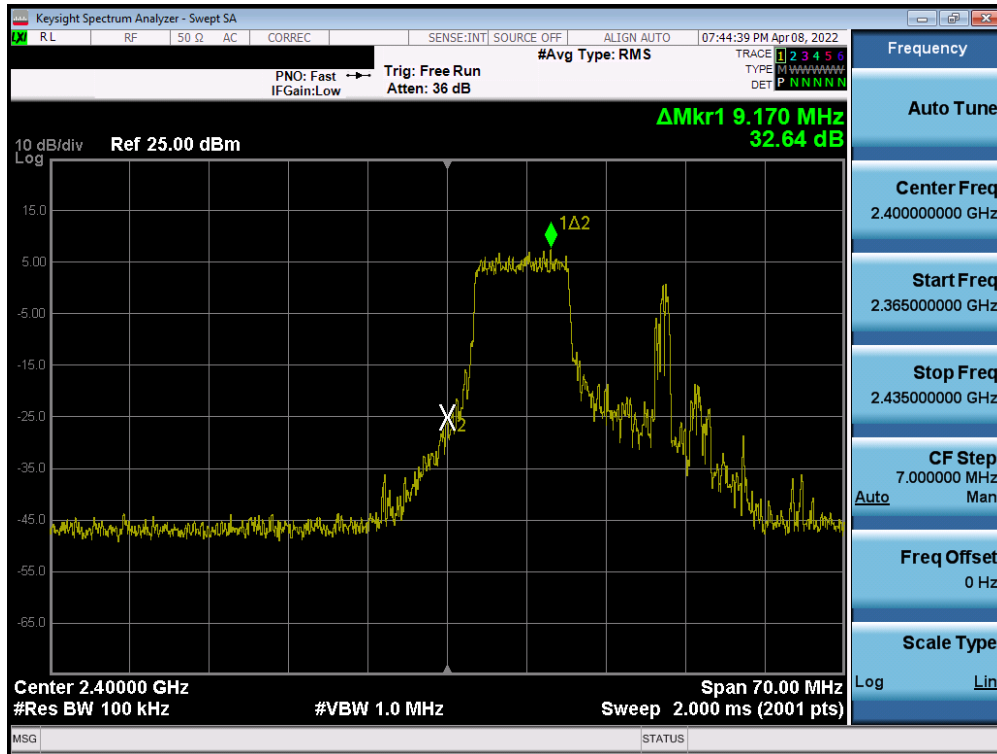 Keysight Spectrum Analyzer - Swept SA
LXI RL RF 50 Ω AC CORREC SENSE:INT SOURCE OFF ALIGN AUTO 07:44:39 PM Apr 08, 2022
#Avg Type: RMS
TRACE 1 2 3 4 5 6
PNO: Fast Trig: Free Run
TYPE M W W W W W
IFGain:Low Atten: 36 dB
DET P N N N N N
ΔMkr1 9.170 MHz
32.64 dB
10 dB/div Ref 25.00 dBm
Log
15.0
1Δ2
5.00
-5.00
-15.0
-25.0
2
-35.0
-45.0
-55.0
-65.0
Center 2.40000 GHz Span 70.00 MHz
#Res BW 100 kHz #VBW 1.0 MHz Sweep 2.000 ms (2001 pts)
MSG STATUS
Frequency
Auto Tune
Center Freq
2.400000000 GHz
Start Freq
2.365000000 GHz
Stop Freq
2.435000000 GHz
CF Step
7.000000 MHz
Auto Man
Freq Offset
0 Hz
Scale Type
Log Lin